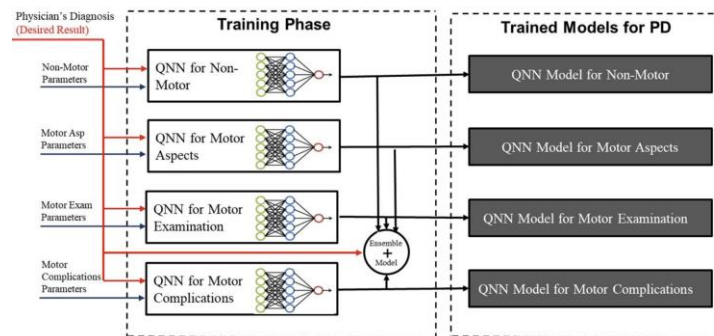 Physician's Diagnosis
(Desired Result)
Training Phase
Trained Models for PD
Non-Motor
Parameters
QNN for Non-
Motor
QNN Model for Non-Motor
Motor Asp
Parameters
QNN for Motor
Aspects
QNN Model for Motor Aspects
Motor Exam
Parameters
QNN for Motor
Examination
QNN Model for Motor Examination
Ensemble
+
Model
Motor
Complications
Parameters
QNN for Motor
Complications
QNN Model for Motor Complications